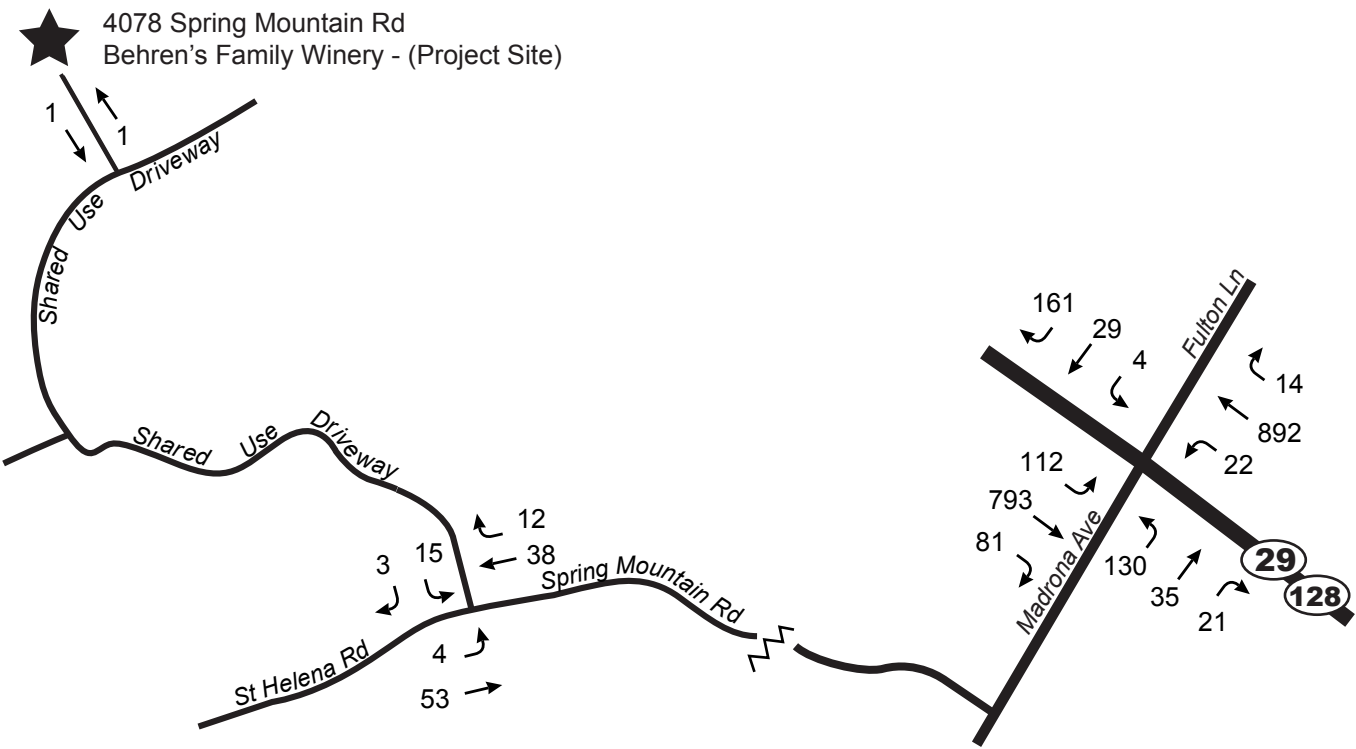 4078 Spring Mountain Rd
Behren's Family Winery - (Project Site)
1
1
Shared Use Driveway
Shared Use Driveway
12
38
3
15
4
53
Spring Mountain Rd
St Helena Rd
161
29
4
Fulton Ln
14
892
22
112
793
81
Madrona Ave
130
35
21
29
128